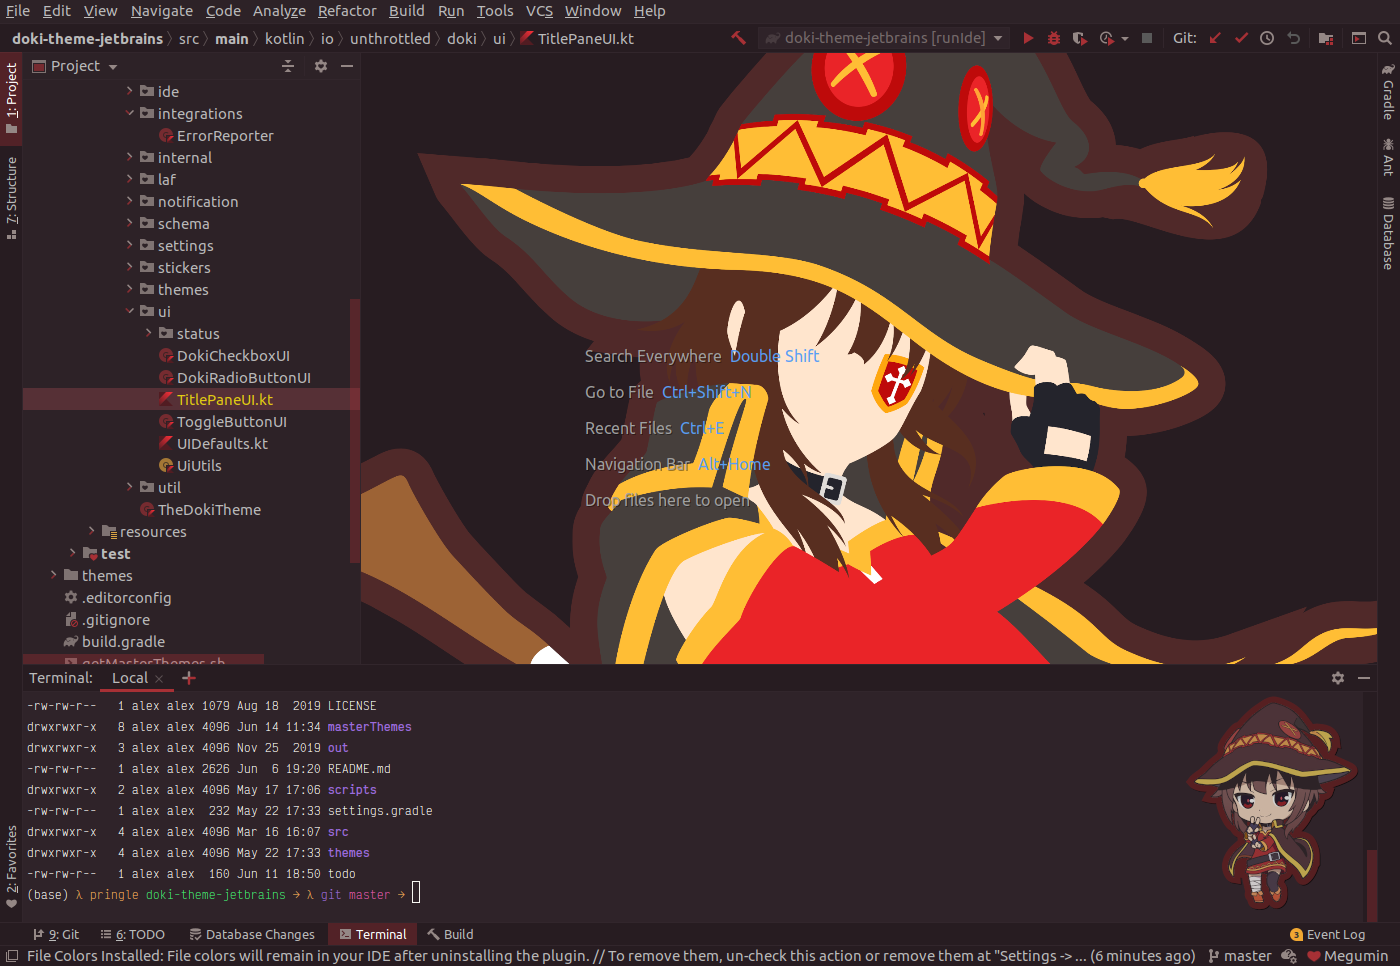 File Edit View Navigate Code Analyze Refactor Build Run Tools VCS Window Help
doki-theme-jetbrains src main kotlin io unthrottled doki ui TitlePaneUI.kt doki-theme-jetbrains [runIde] Git:
1: Project
7: Structure
2: Favorites
Project
ide
integrations
ErrorReporter
internal
laf
notification
schema
settings
stickers
themes
ui
status
DokiCheckboxUI
DokiRadioButtonUI
TitlePaneUI.kt
ToggleButtonUI
UIDefaults.kt
UiUtils
util
TheDokiTheme
resources
test
themes
.editorconfig
.gitignore
build.gradle
getMasterThemes.sh
Search Everywhere Double Shift
Go to File Ctrl+Shift+N
Recent Files Ctrl+E
Navigation Bar Alt+Home
Drop files here to open
Gradle
Ant
Database
Terminal: Local ×
-rw-rw-r-- 1 alex alex 1079 Aug 18 2019 LICENSE
drwxrwxr-x 8 alex alex 4096 Jun 14 11:34 masterThemes
drwxrwxr-x 3 alex alex 4096 Nov 25 2019 out
-rw-rw-r-- 1 alex alex 2626 Jun 6 19:20 README.md
drwxrwxr-x 2 alex alex 4096 May 17 17:06 scripts
-rw-rw-r-- 1 alex alex 232 May 22 17:33 settings.gradle
drwxrwxr-x 4 alex alex 4096 Mar 16 16:07 src
drwxrwxr-x 4 alex alex 4096 May 22 17:33 themes
-rw-rw-r-- 1 alex alex 160 Jun 11 18:50 todo
(base) λ pringle doki-theme-jetbrains → λ git master →
9: Git 6: TODO Database Changes Terminal Build 3 Event Log
File Colors Installed: File colors will remain in your IDE after uninstalling the plugin. // To remove them, un-check this action or remove them at "Settings -> ... (6 minutes ago) master Megumin